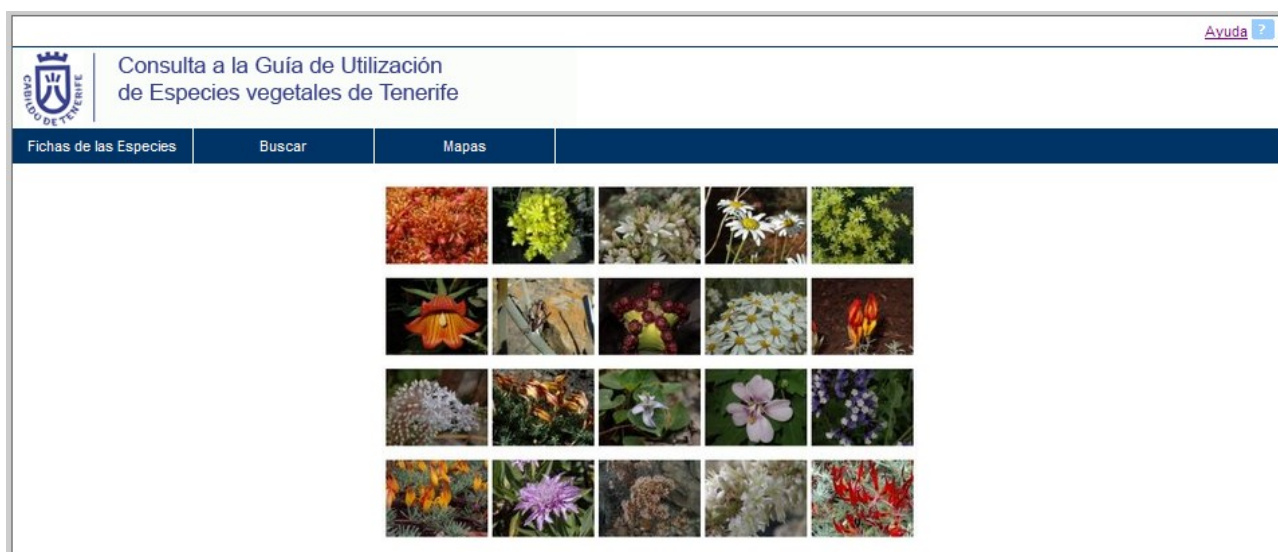 Ayuda ?
CABILDO DE TENERIFE
Consulta a la Guía de Utilización
de Especies vegetales de Tenerife
Fichas de las Especies Buscar Mapas